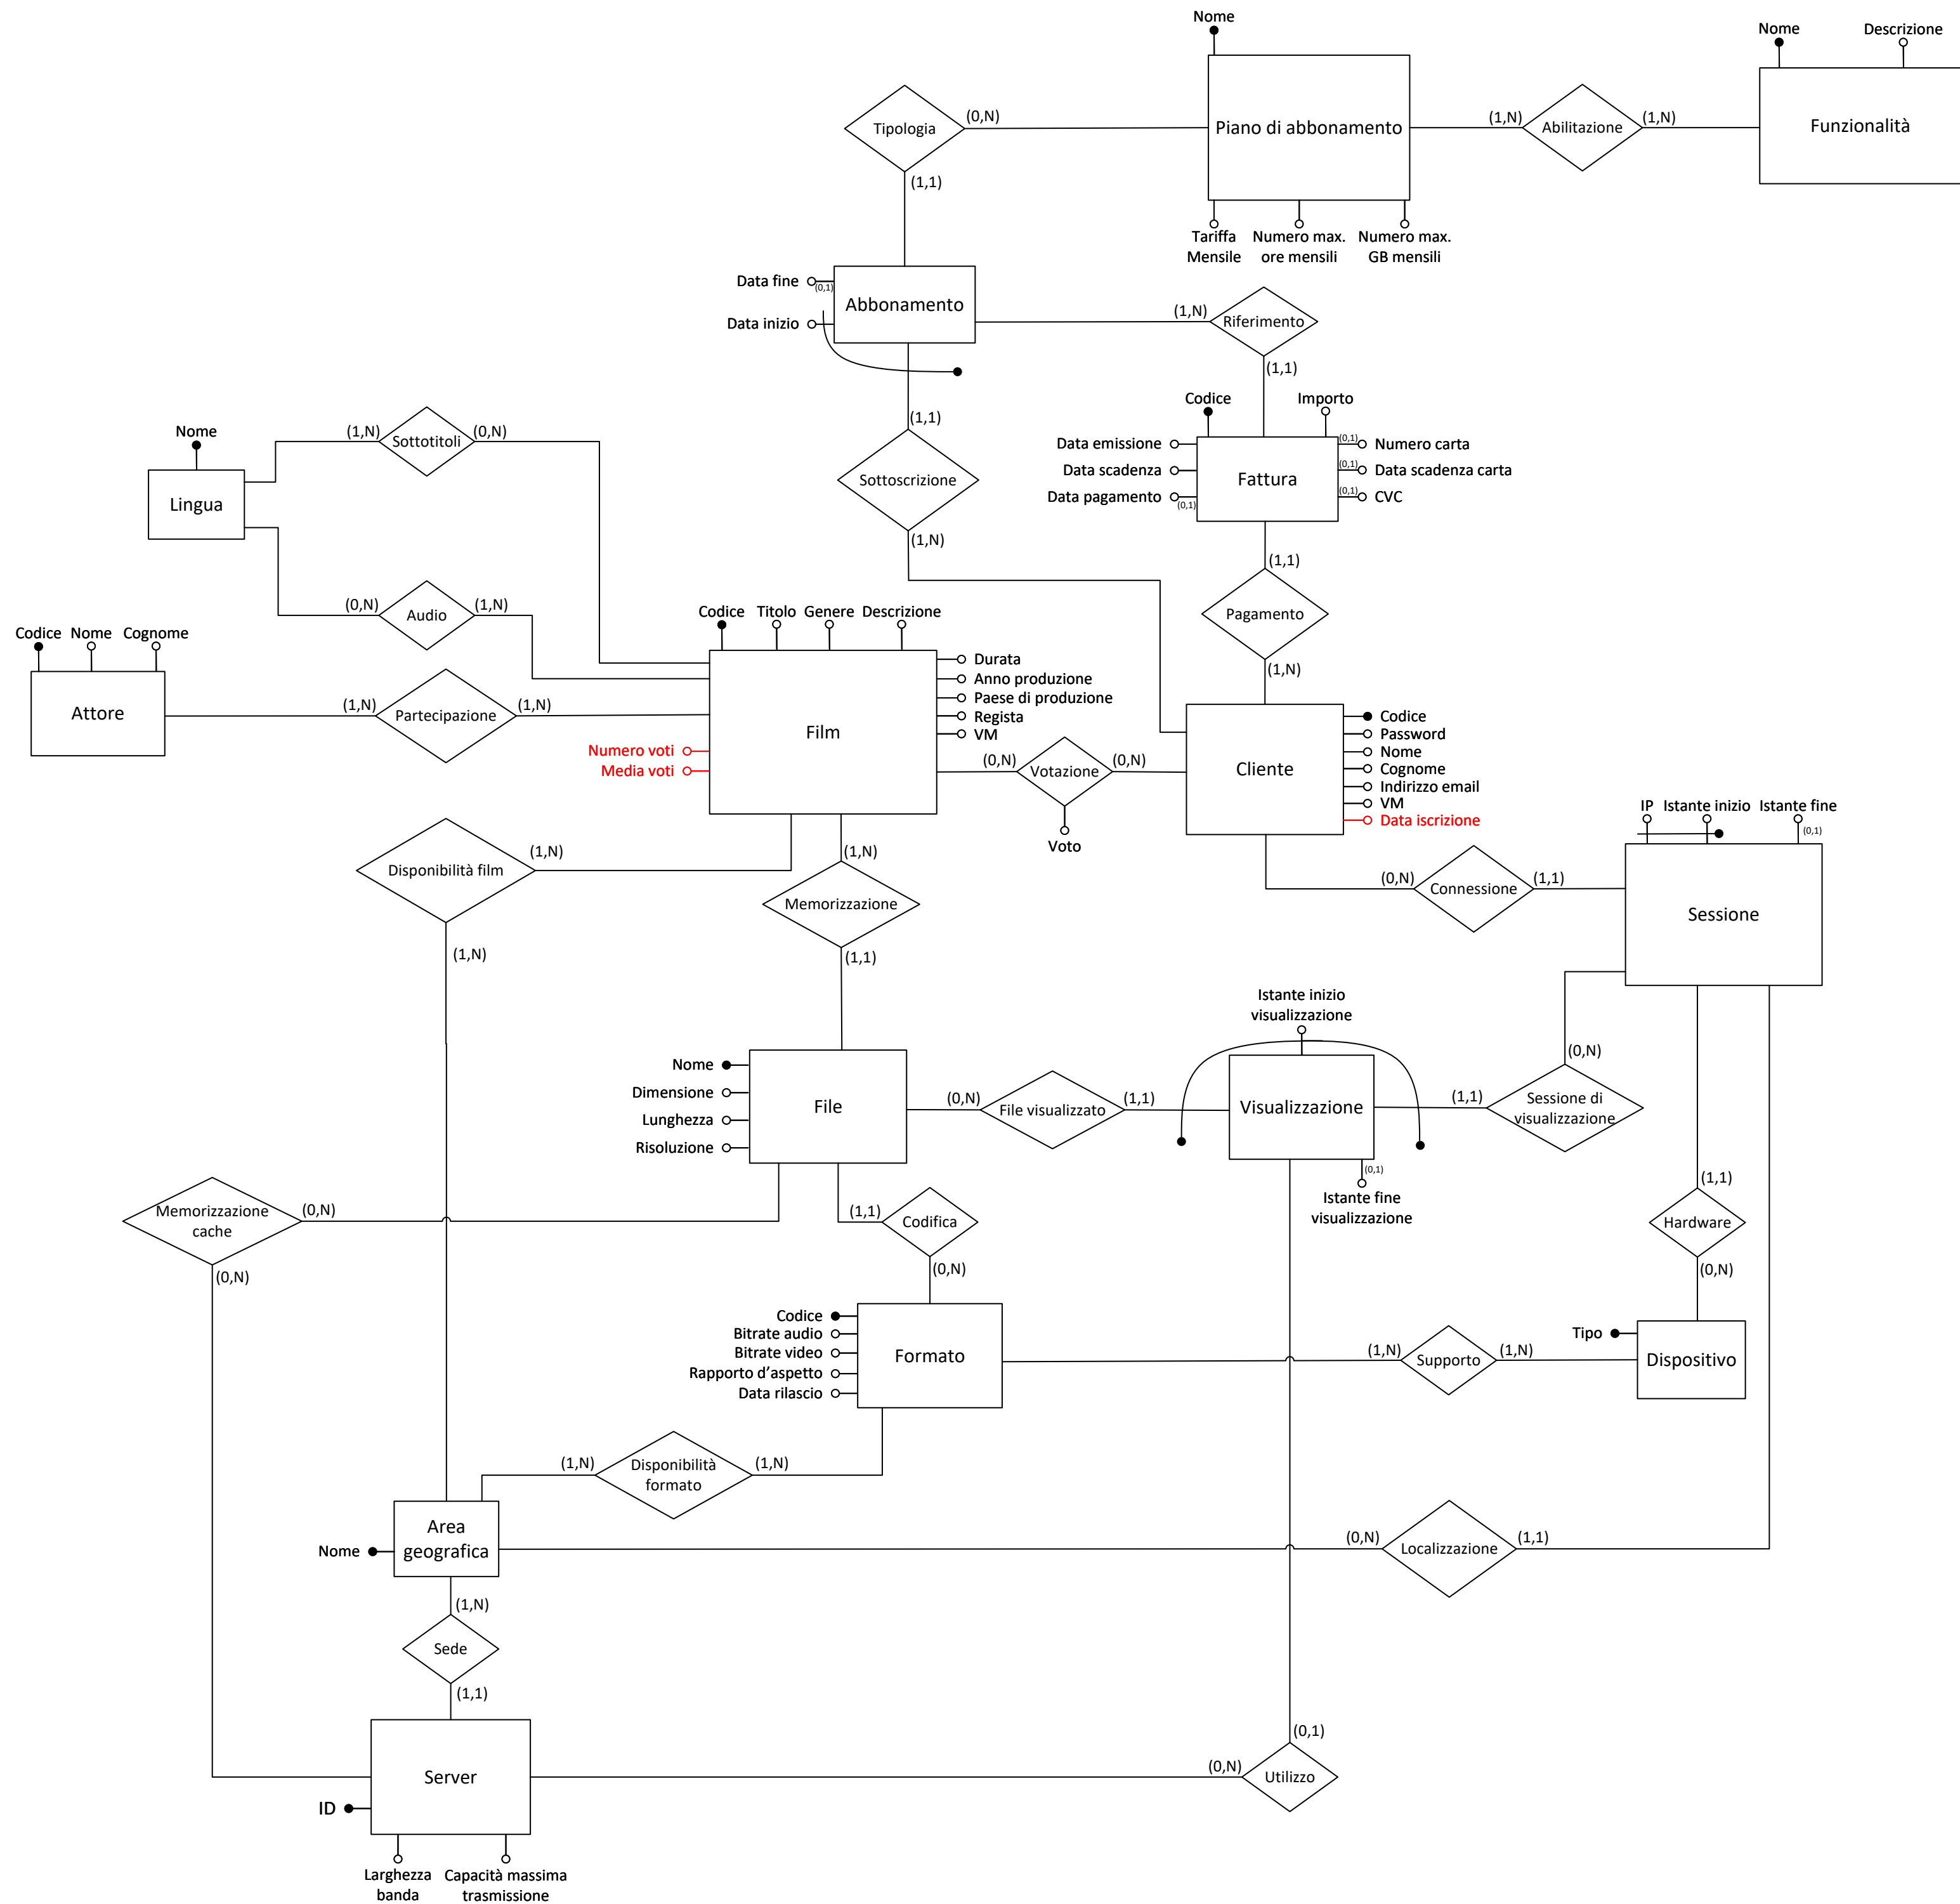 Nome
Nome
Descrizione
Tipologia
(0,N)
Piano di abbonamento
(1,N)
Abilitazione
(1,N)
Funzionalità
(1,1)
Tariffa
Mensile
Numero max.
ore mensili
Numero max.
GB mensili
Data fine
(0,1)
Abbonamento
Data inizio
(1,N)
Riferimento
(1,1)
Codice
Importo
Data emissione
Data scadenza
Data pagamento
(0,1)
Fattura
(0,1)
Numero carta
(0,1)
Data scadenza carta
(0,1)
CVC
(1,1)
Sottoscrizione
(1,N)
Nome
Lingua
(1,N)
Sottotitoli
(0,N)
(0,N)
Audio
(1,N)
(1,1)
Pagamento
(1,N)
Codice
Nome
Cognome
Attore
(1,N)
Partecipazione
(1,N)
Codice
Titolo
Genere
Descrizione
Film
Durata
Anno produzione
Paese di produzione
Regista
VM
Numero voti
Media voti
(0,N)
Votazione
(0,N)
Voto
Cliente
Codice
Password
Nome
Cognome
Indirizzo email
VM
Data iscrizione
IP
Istante inizio
Istante fine
(0,1)
Disponibilità film
(1,N)
(1,N)
(1,N)
Memorizzazione
(1,1)
(0,N)
Connessione
(1,1)
Sessione
Istante inizio
visualizzazione
Nome
Dimensione
Lunghezza
Risoluzione
File
(0,N)
File visualizzato
(1,1)
Visualizzazione
(0,1)
Istante fine
visualizzazione
(1,1)
Sessione di
visualizzazione
(0,N)
Memorizzazione
cache
(0,N)
(0,N)
(1,1)
Codifica
(0,N)
(1,1)
Hardware
(0,N)
Codice
Bitrate audio
Bitrate video
Rapporto d’aspetto
Data rilascio
Formato
(1,N)
Supporto
(1,N)
Tipo
Dispositivo
(1,N)
Disponibilità
formato
(1,N)
Nome
Area
geografica
(0,N)
Localizzazione
(1,1)
(1,N)
Sede
(1,1)
Server
ID
Larghezza
banda
Capacità massima
trasmissione
(0,N)
Utilizzo
(0,1)